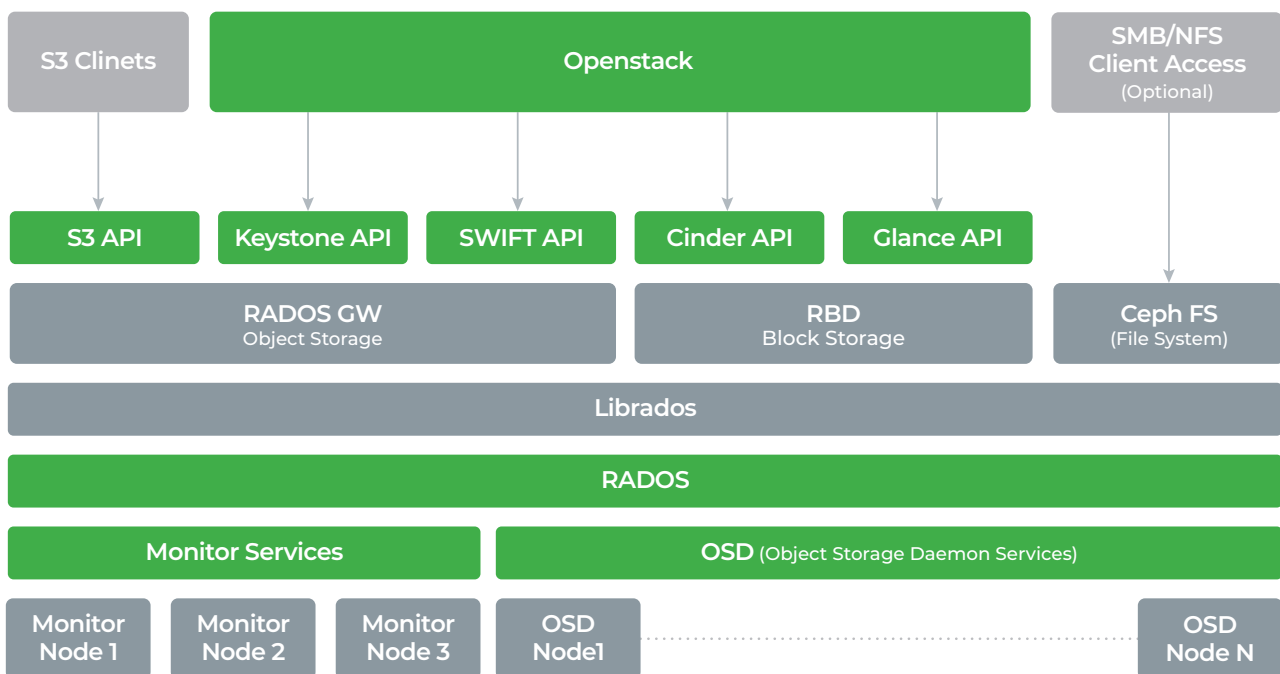 S3 Clinets
Openstack
SMB/NFS
Client Access
(Optional)
S3 API
Keystone API
SWIFT API
Cinder API
Glance API
RADOS GW
Object Storage
RBD
Block Storage
Ceph FS
(File System)
Librados
RADOS
Monitor Services
OSD (Object Storage Daemon Services)
Monitor
Node 1
Monitor
Node 2
Monitor
Node 3
OSD
Node1
OSD
Node N